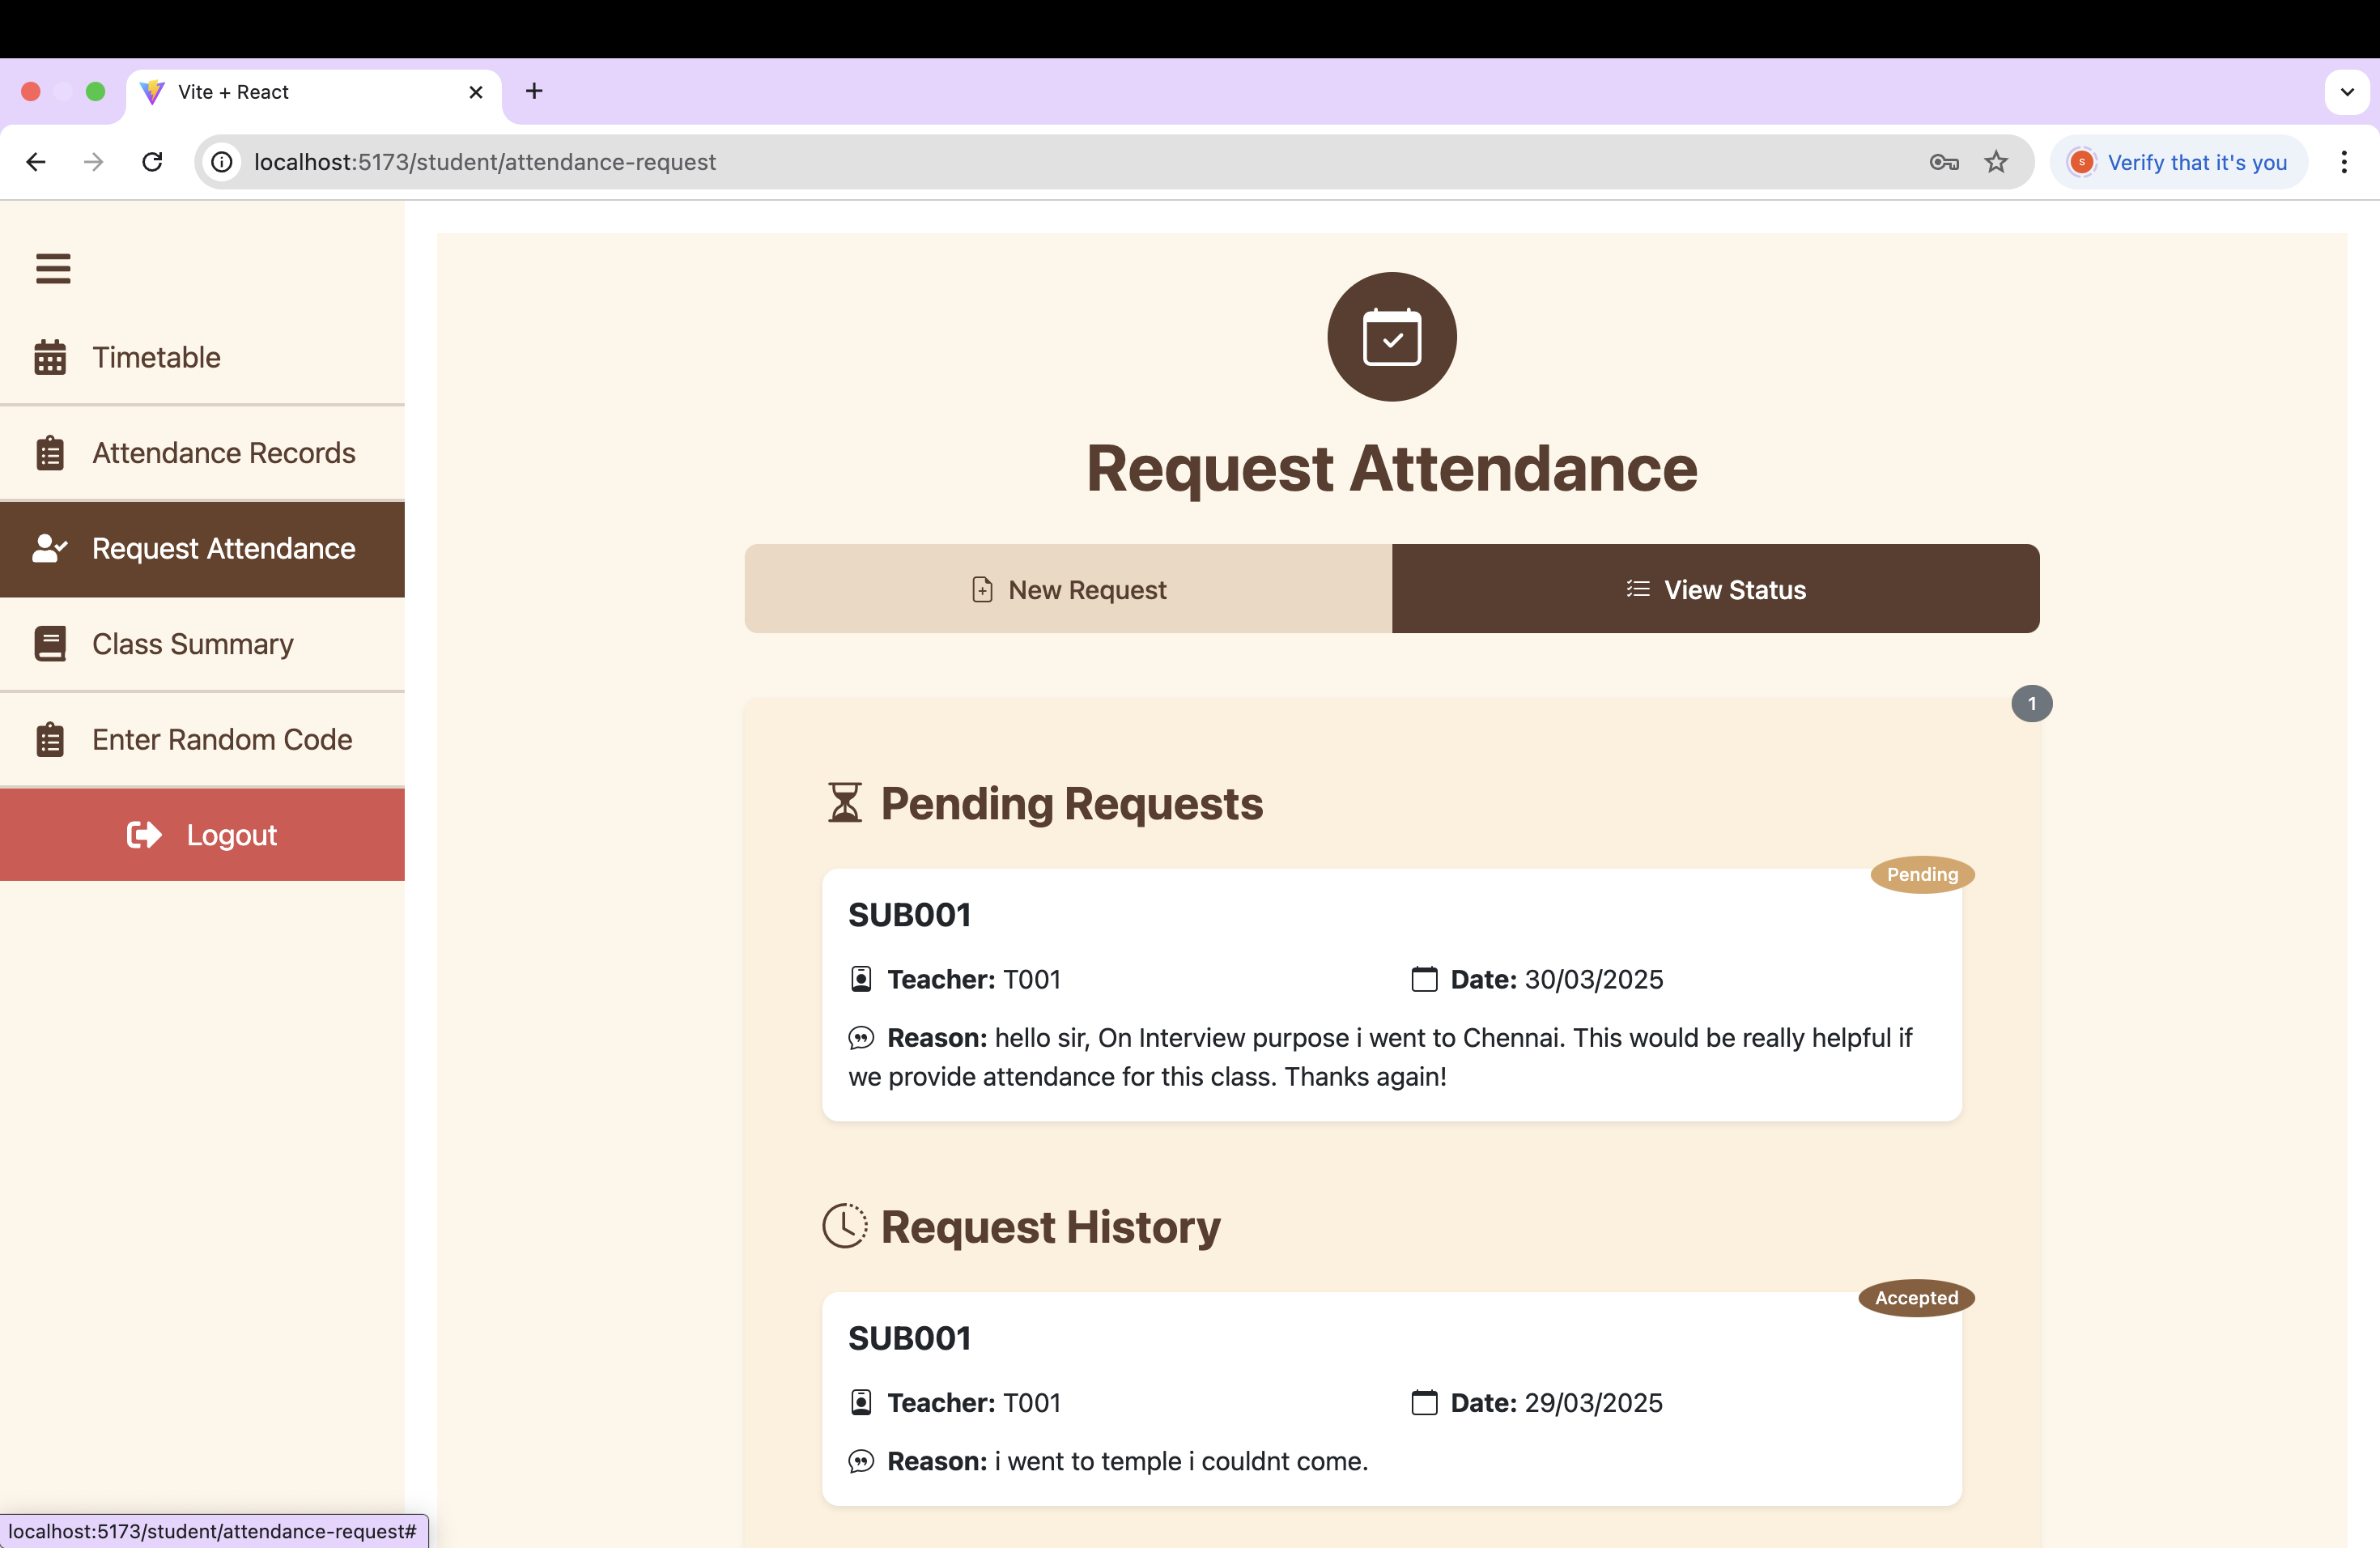 Vite + React
localhost:5173/student/attendance-request
S
Verify that it's you
Timetable
Attendance Records
Request Attendance
Class Summary
Enter Random Code
Logout
Request Attendance
New Request
View Status
1
Pending Requests
Pending
SUB001
Teacher: T001
Date: 30/03/2025
Reason: hello sir, On Interview purpose i went to Chennai. This would be really helpful if
we provide attendance for this class. Thanks again!
Request History
Accepted
SUB001
Teacher: T001
Date: 29/03/2025
Reason: i went to temple i couldnt come.
localhost:5173/student/attendance-request#